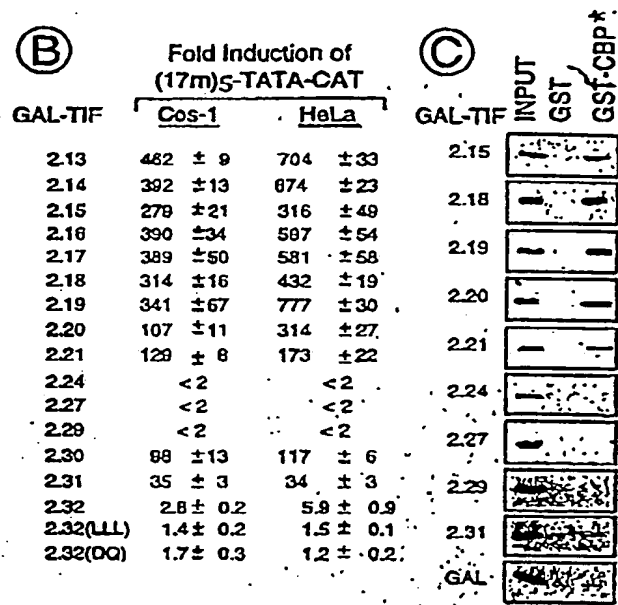 B
Fold Induction of
(17m)5-TATA-CAT
GAL-TIF Cos-1 HeLa
2.13 462 ± 9 704 ±33
2.14 392 ±13 674 ±23
2.15 279 ±21 316 ±49
2.16 390 ±34 587 ±54
2.17 389 ±50 581 ±58
2.18 314 ±16 432 ±19
2.19 341 ±67 777 ±30
2.20 107 ±11 314 ±27
2.21 129 ± 8 173 ±22
2.24 <2 <2
2.27 <2 <2
2.29 <2 <2
2.30 98 ±13 117 ± 6
2.31 35 ± 3 34 ± 3
2.32 2.8± 0.2 5.9 ± 0.9
2.32(LLL) 1.4± 0.2 1.5 ± 0.1
2.32(DQ) 1.7± 0.3 1.2 ± 0.2
C
GAL-TIF INPUT GST GST-CBP*
2.15
2.18
2.19
2.20
2.21
2.24
2.27
2.29
2.31
GAL